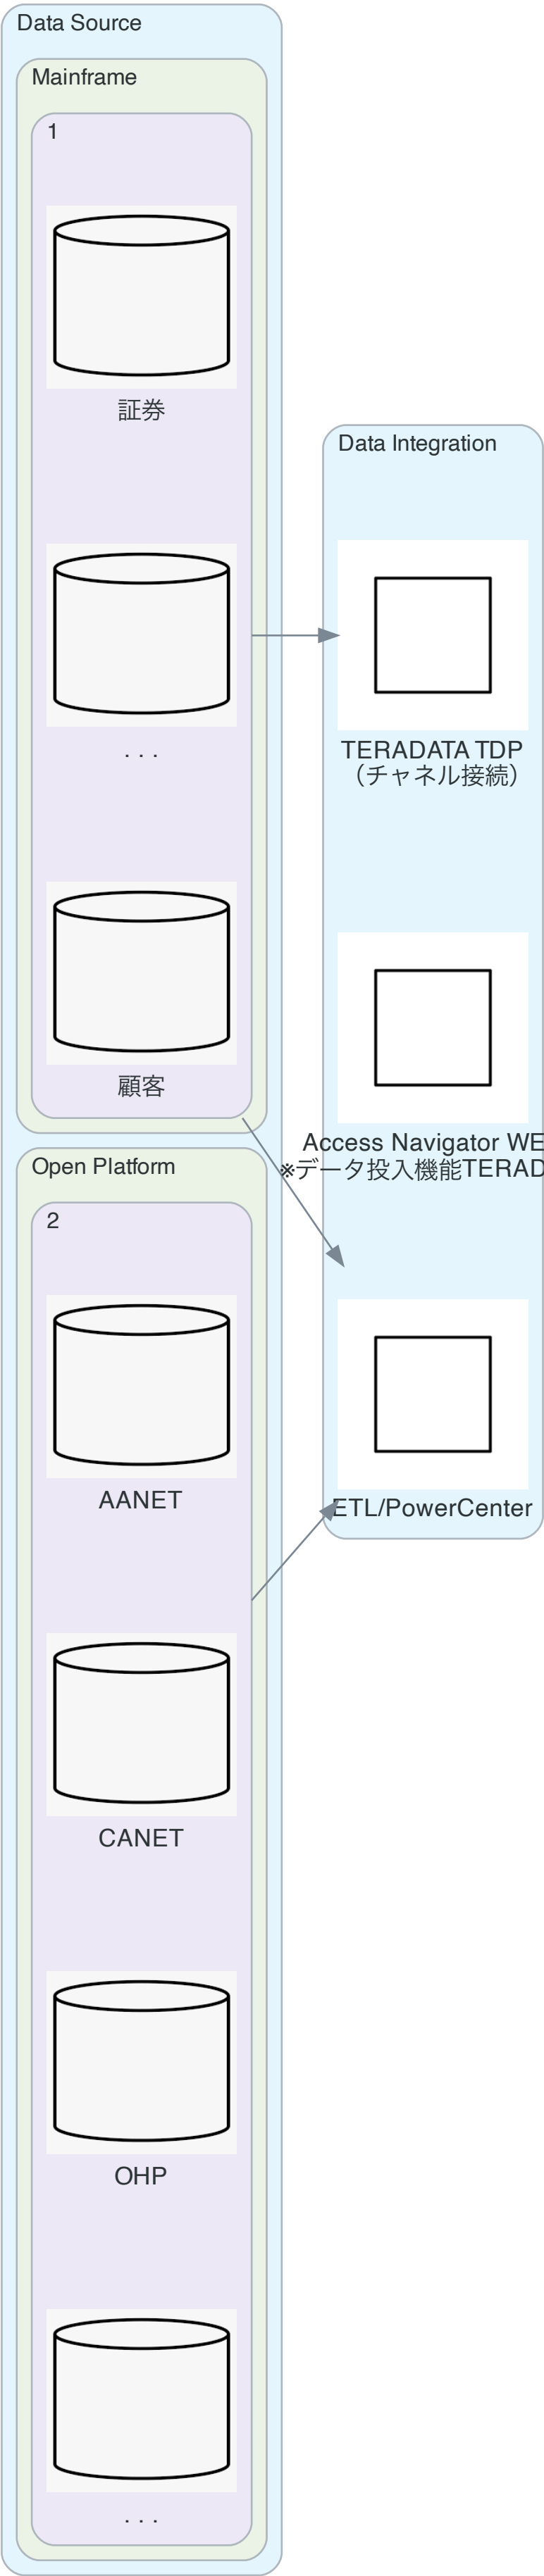 Data Source
Mainframe
1
証券
. . .
顧客
Data Integration
TERADATA TDP
（チャネル接続）
Access Navigator WE
※データ投入機能TERAD
ETL/PowerCenter
Open Platform
2
AANET
CANET
OHP
. . .